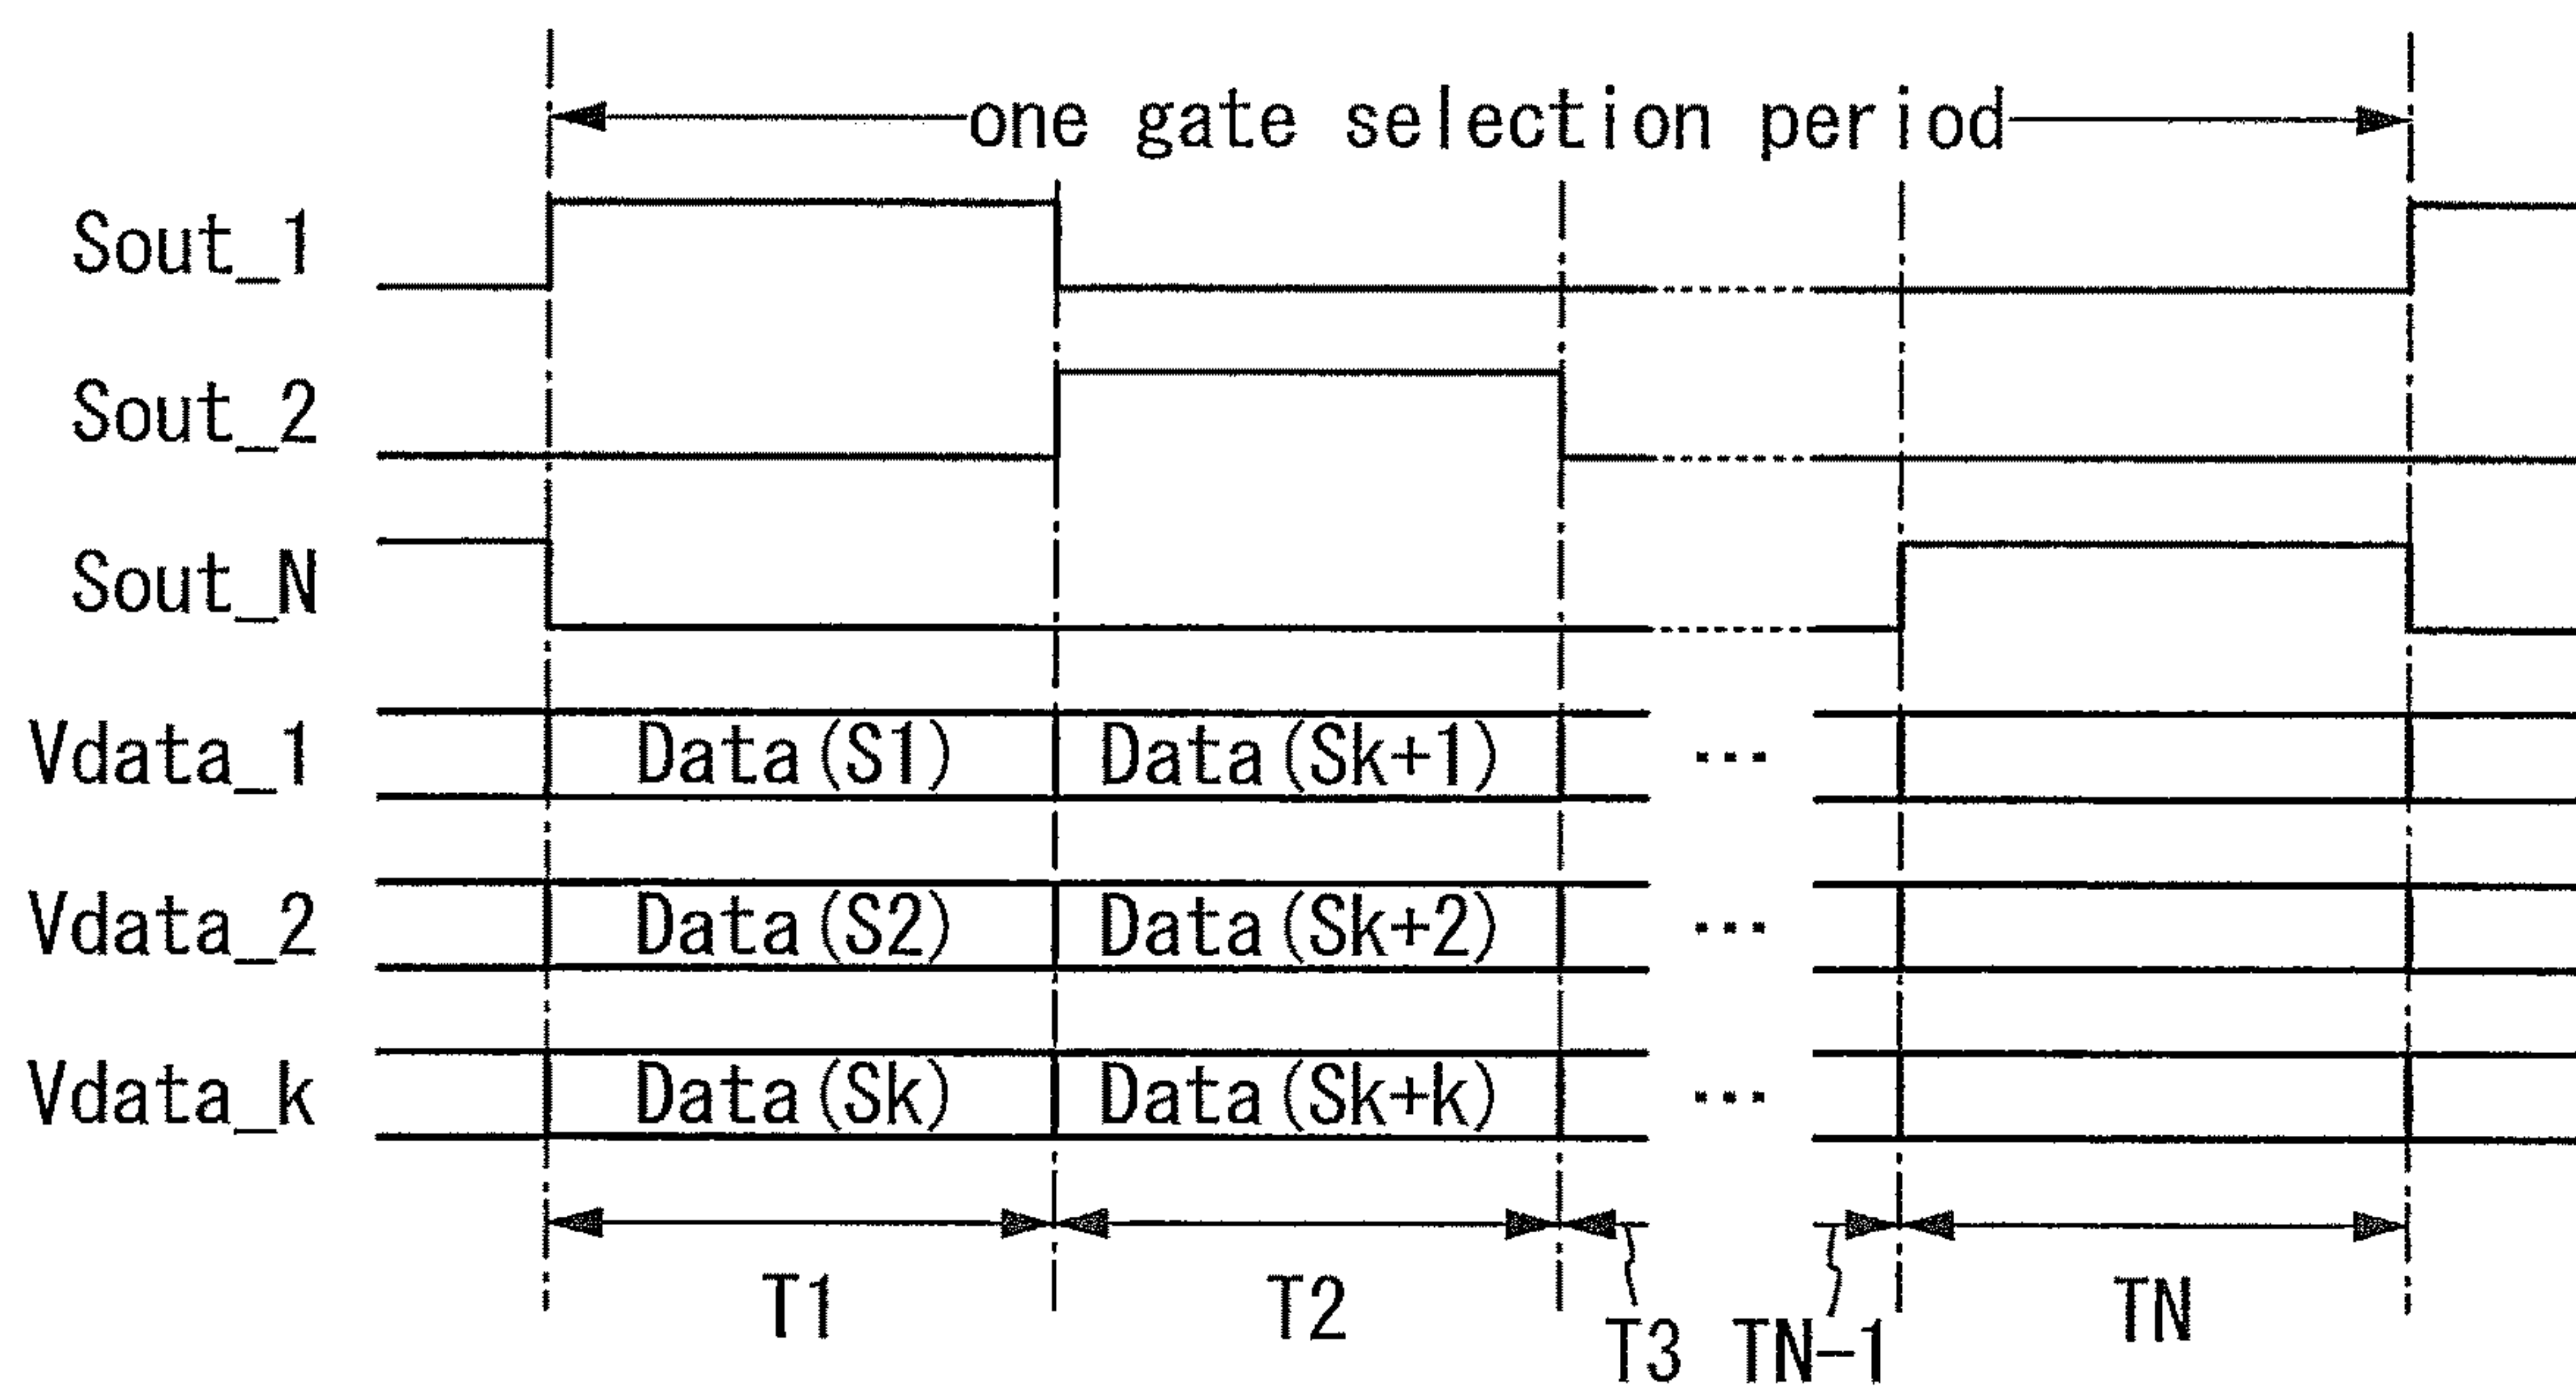 one gate selection period
Sout_1
Sout_2
Sout_N
Vdata_1 Data(S1) Data(Sk+1) ...
Vdata_2 Data(S2) Data(Sk+2) ...
Vdata_k Data(Sk) Data(Sk+k) ...
T1 T2 T3 TN-1 TN